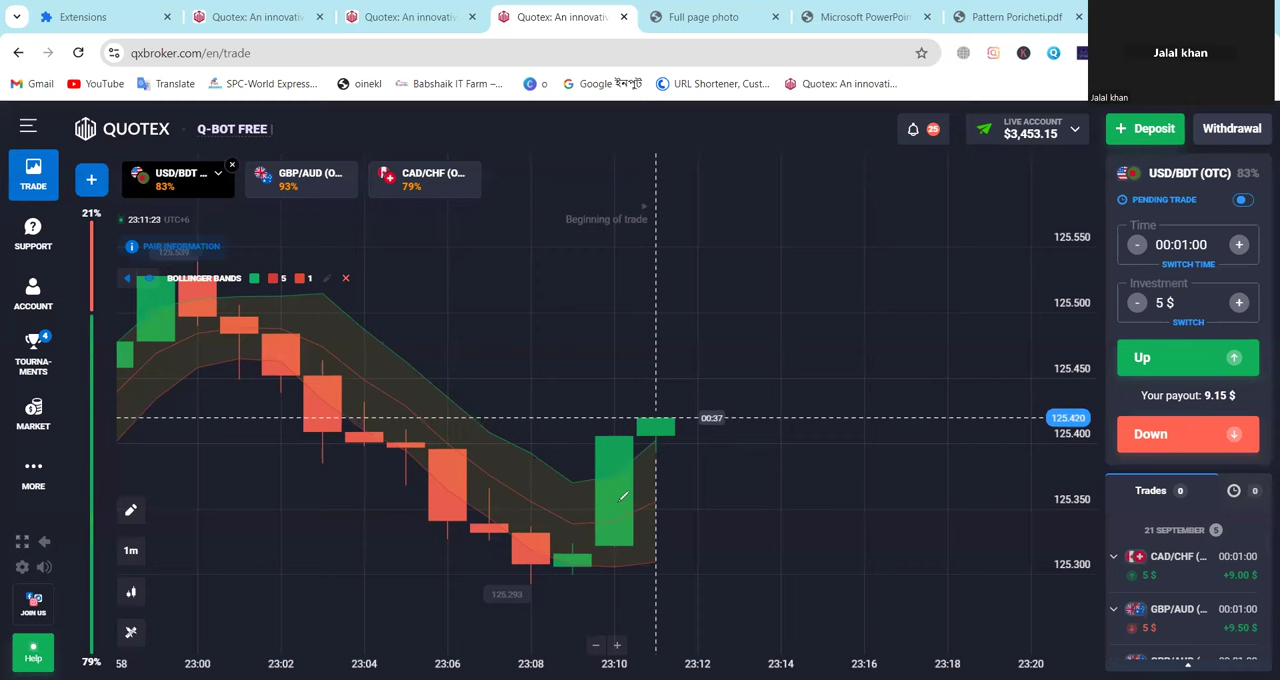 Extensions
Quotex: An innovativ
Quotex: An innovativ
Quotex: An innovativ
Full page photo
Microsoft PowerPoin
Pattern Poricheti.pdf
Jalal khan
Jalal khan
qxbroker.com/en/trade
Gmail
YouTube
Translate
SPC-World Express...
oinekl
Babshaik IT Farm –...
o
Google ইনপুট
URL Shortener, Cust...
Quotex: An innovati...
QUOTEX
Q-BOT FREE
25
LIVE ACCOUNT
$3,453.15
Deposit
Withdrawal
TRADE
SUPPORT
ACCOUNT
4
TOURNA-
MENTS
MARKET
MORE
JOIN US
Help
USD/BDT ...
83%
GBP/AUD (O...
93%
CAD/CHF (O...
79%
21%
79%
23:11:23 UTC+6
PAIR INFORMATION
125.539
BOLLINGER BANDS
5
1
Beginning of trade
00:37
125.293
1m
125.550
125.500
125.450
125.420
125.400
125.350
125.300
58
23:00
23:02
23:04
23:06
23:08
23:10
23:12
23:14
23:16
23:18
23:20
USD/BDT (OTC) 83%
PENDING TRADE
Time
- 00:01:00 +
SWITCH TIME
Investment
- 5 $ +
SWITCH
Up
Your payout: 9.15 $
Down
Trades 0
0
21 SEPTEMBER 5
CAD/CHF (... 00:01:00
5 $ +9.00 $
GBP/AUD (... 00:01:00
5 $ +9.50 $